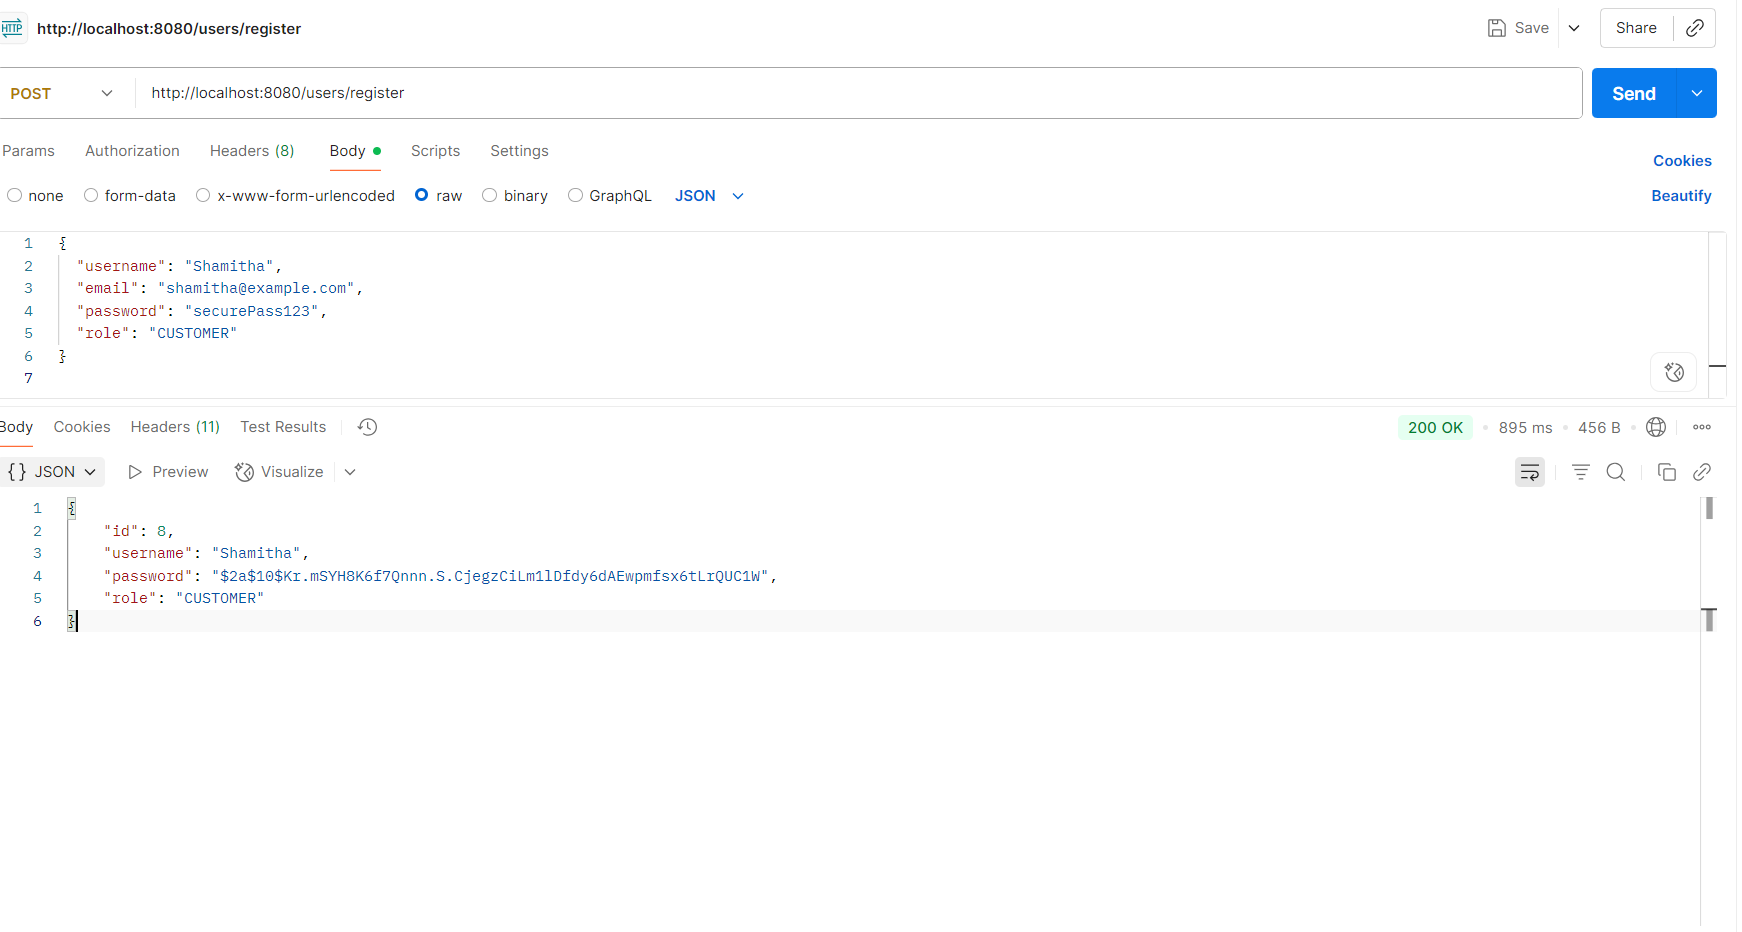 HTTP http://localhost:8080/users/register Save Share
POST http://localhost:8080/users/register Send
Params Authorization Headers (8) Body Scripts Settings Cookies
none form-data x-www-form-urlencoded raw binary GraphQL JSON Beautify
1 {
2 "username": "Shamitha",
3 "email": "shamitha@example.com",
4 "password": "securePass123",
5 "role": "CUSTOMER"
6 }
7
Body Cookies Headers (11) Test Results 200 OK 895 ms 456 B
{} JSON Preview Visualize
1 {
2 "id": 8,
3 "username": "Shamitha",
4 "password": "$2a$10$Kr.mSYH8K6f7Qnnn.S.CjegzCiLm1lDfdy6dAEwpmfsx6tLrQUC1W",
5 "role": "CUSTOMER"
6 }